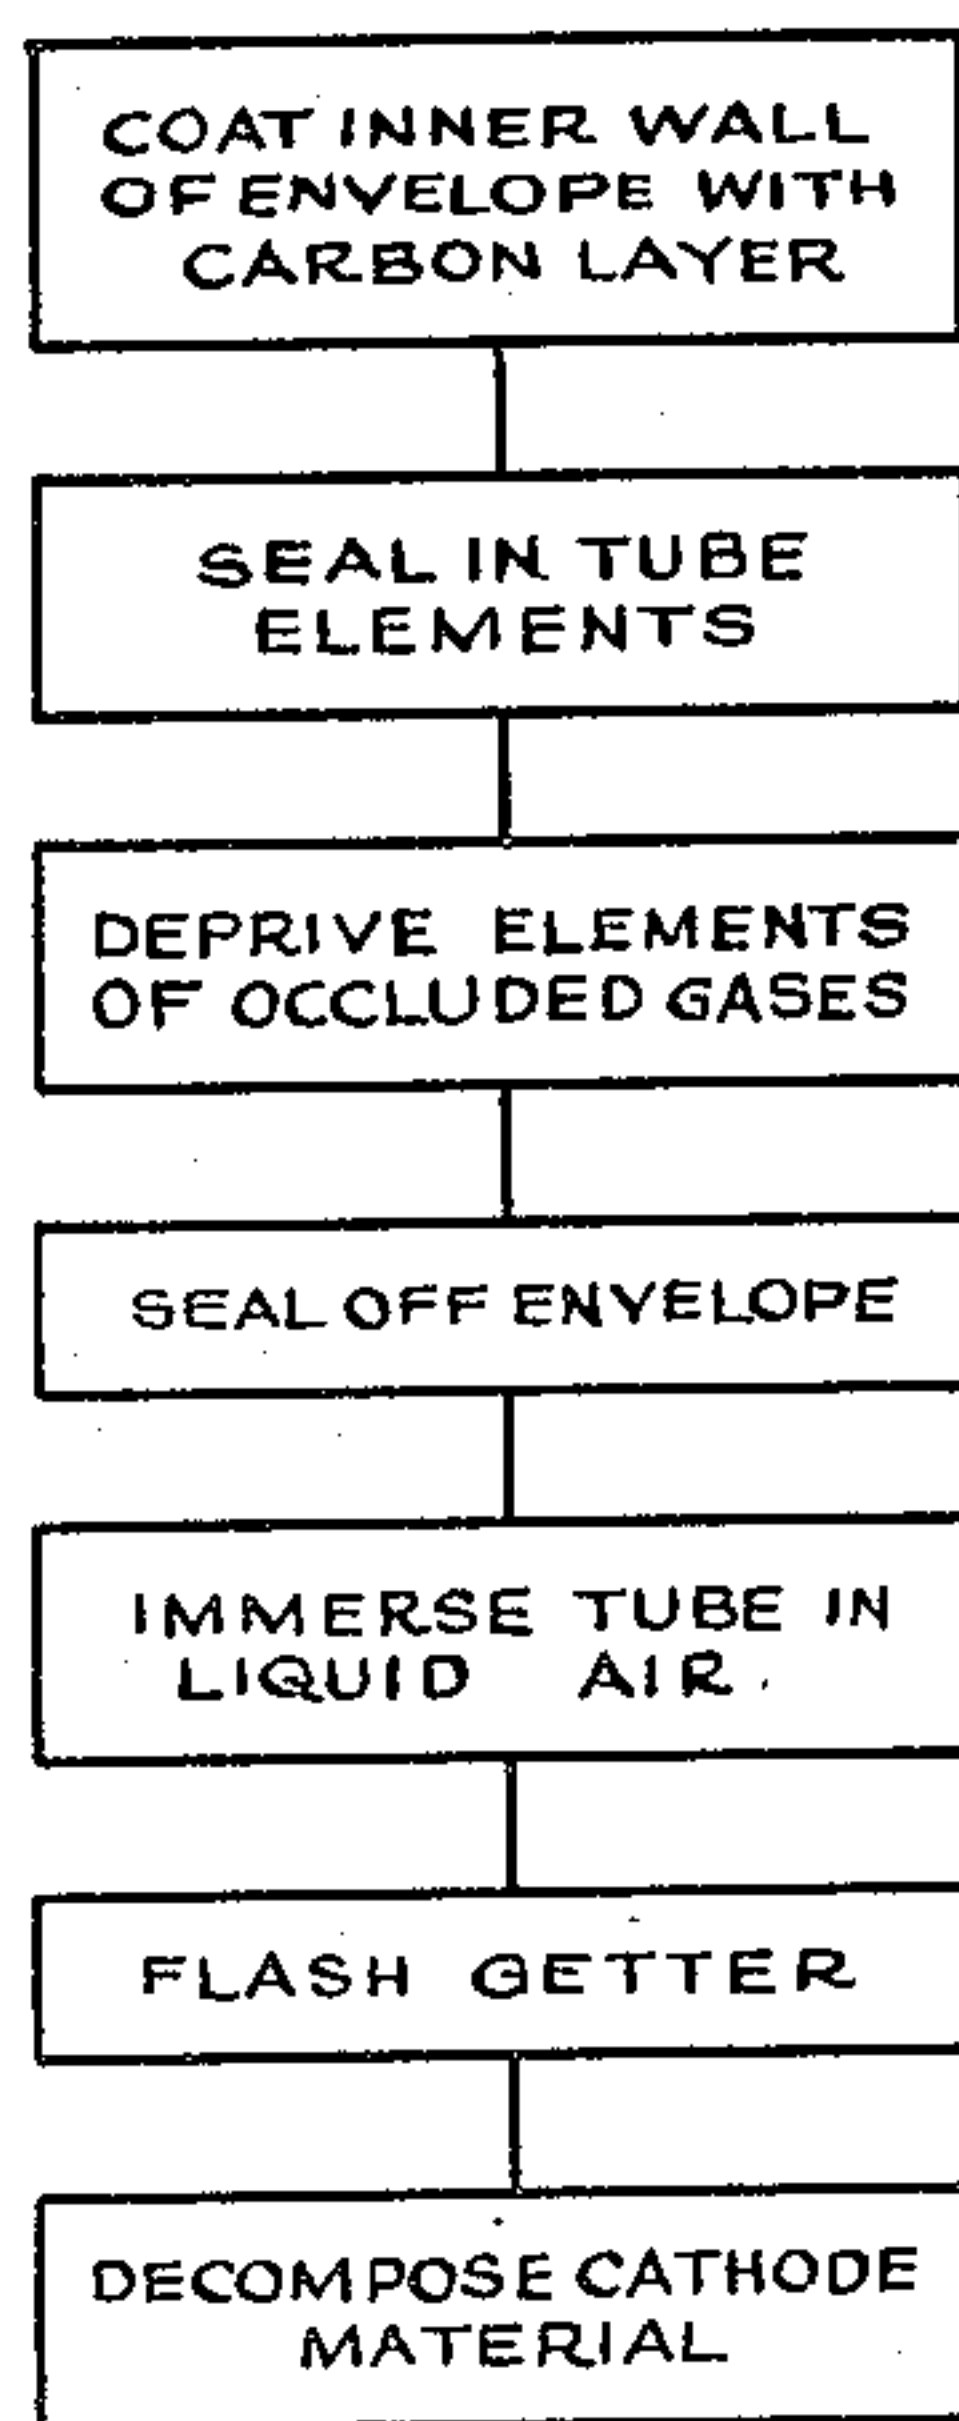 COAT INNER WALL
OF ENVELOPE WITH
CARBON LAYER
SEAL IN TUBE
ELEMENTS
DEPRIVE ELEMENTS
OF OCCLUDED GASES
SEAL OFF ENVELOPE
IMMERSE TUBE IN
LIQUID AIR
FLASH GETTER
DECOMPOSE CATHODE
MATERIAL